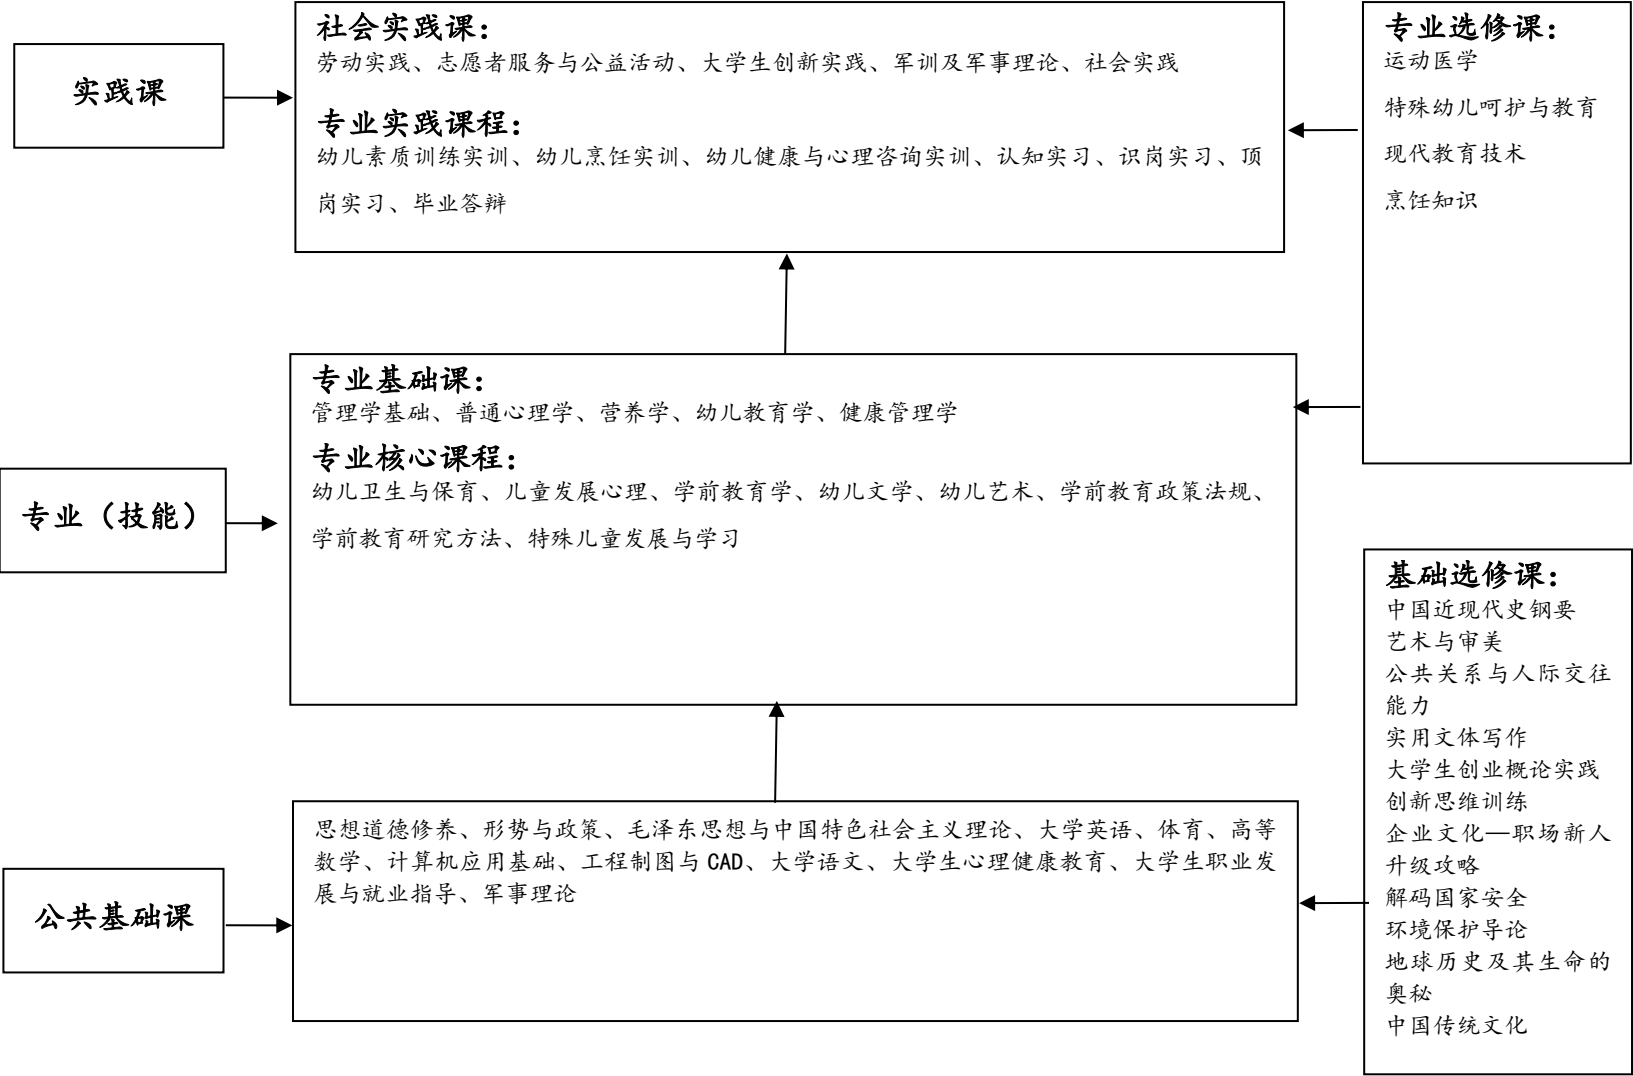 实践课
社会实践课：
劳动实践、志愿者服务与公益活动、大学生创新实践、军训及军事理论、社会实践
专业实践课程：
幼儿素质训练实训、幼儿烹饪实训、幼儿健康与心理咨询实训、认知实习、识岗实习、顶
岗实习、毕业答辩
专业选修课：
运动医学
特殊幼儿呵护与教育
现代教育技术
烹饪知识
专业（技能）
专业基础课：
管理学基础、普通心理学、营养学、幼儿教育学、健康管理学
专业核心课程：
幼儿卫生与保育、儿童发展心理、学前教育学、幼儿文学、幼儿艺术、学前教育政策法规、
学前教育研究方法、特殊儿童发展与学习
公共基础课
思想道德修养、形势与政策、毛泽东思想与中国特色社会主义理论、大学英语、体育、高等
数学、计算机应用基础、工程制图与 CAD、大学语文、大学生心理健康教育、大学生职业发
展与就业指导、军事理论
基础选修课：
中国近现代史钢要
艺术与审美
公共关系与人际交往
能力
实用文体写作
大学生创业概论实践
创新思维训练
企业文化—职场新人
升级攻略
解码国家安全
环境保护导论
地球历史及其生命的
奥秘
中国传统文化